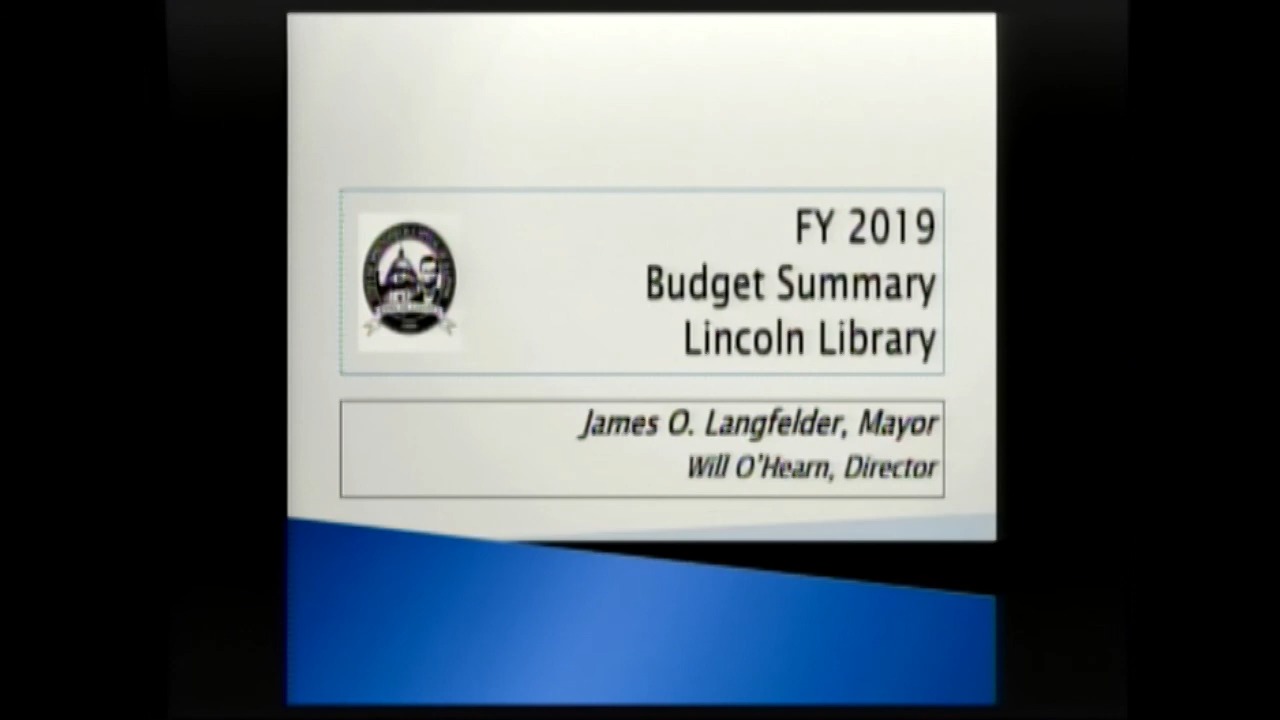 FY 2019
Budget Summary
Lincoln Library
James O. Langfelder, Mayor
Will O'Hearn, Director